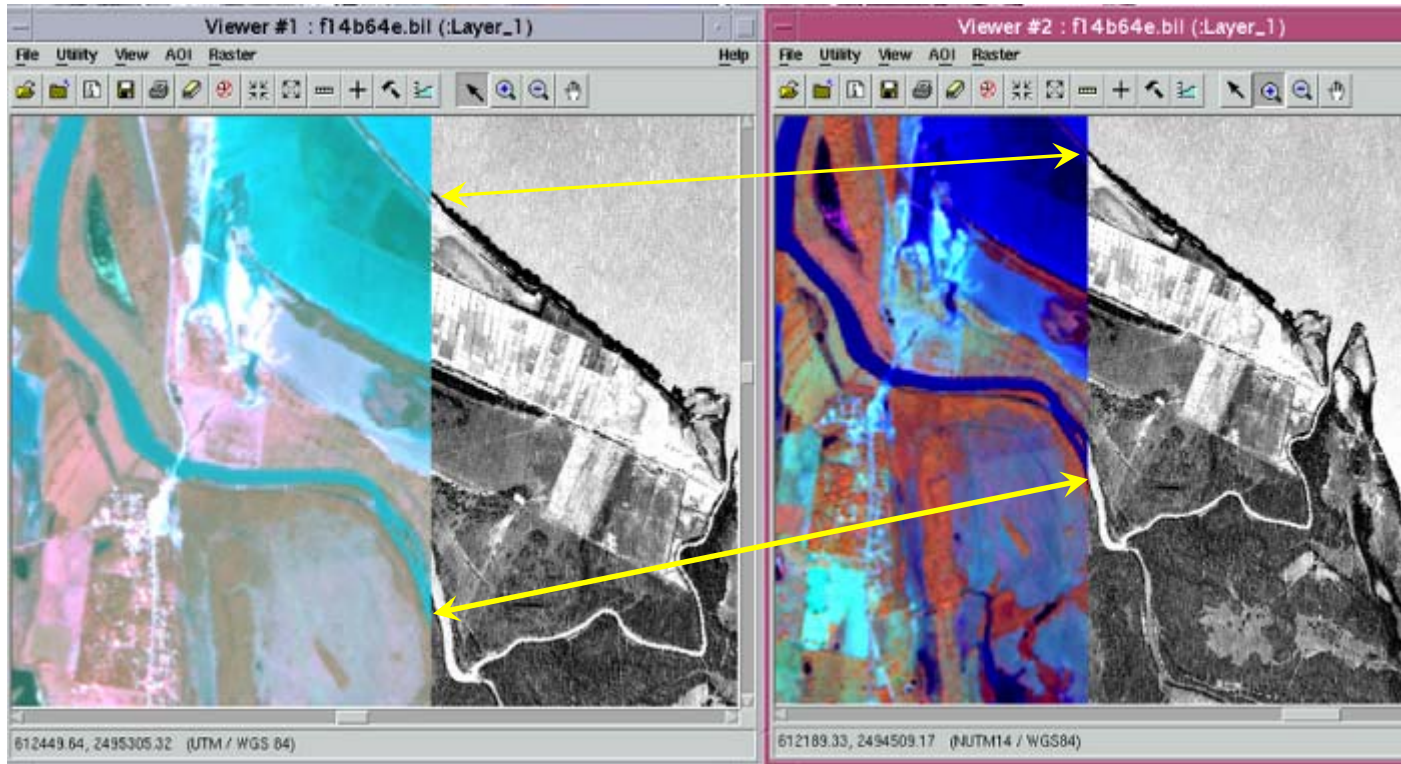 Viewer #1 : f14b64e.bil (:Layer_1)
File Utility View AOI Raster Help
612449.64, 2495305.32 (UTM / WGS 84)
Viewer #2 : f14b64e.bil (:Layer_1)
File Utility View AOI Raster
612189.33, 2494509.17 (NUTM14 / WGS84)